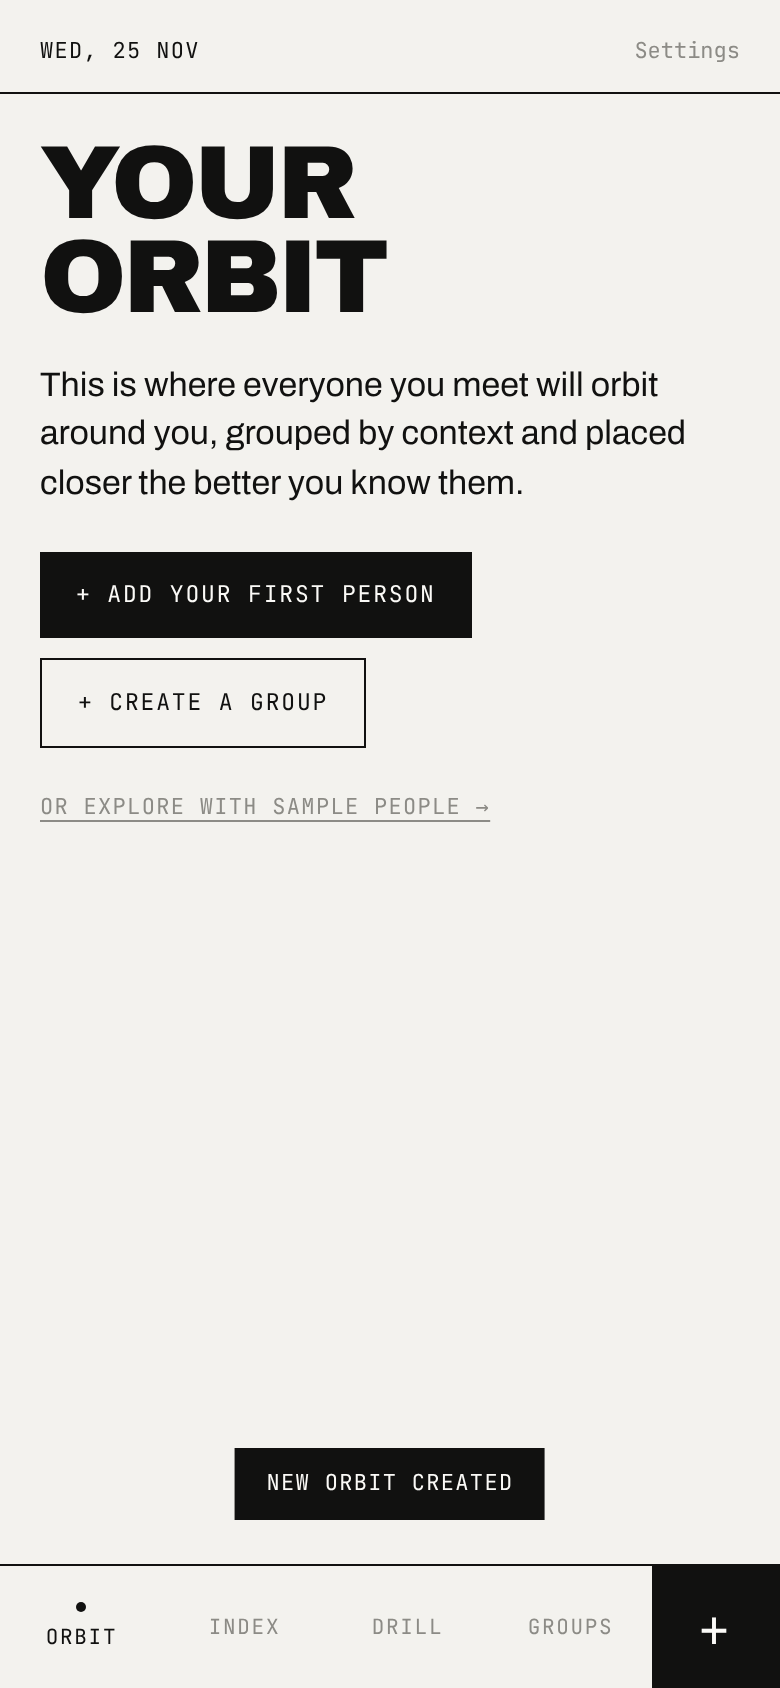 WED, 25 NOV
Settings
YOUR
ORBIT
This is where everyone you meet will orbit
around you, grouped by context and placed
closer the better you know them.
+ ADD YOUR FIRST PERSON
+ CREATE A GROUP
OR EXPLORE WITH SAMPLE PEOPLE →
NEW ORBIT CREATED
ORBIT
INDEX
DRILL
GROUPS
+